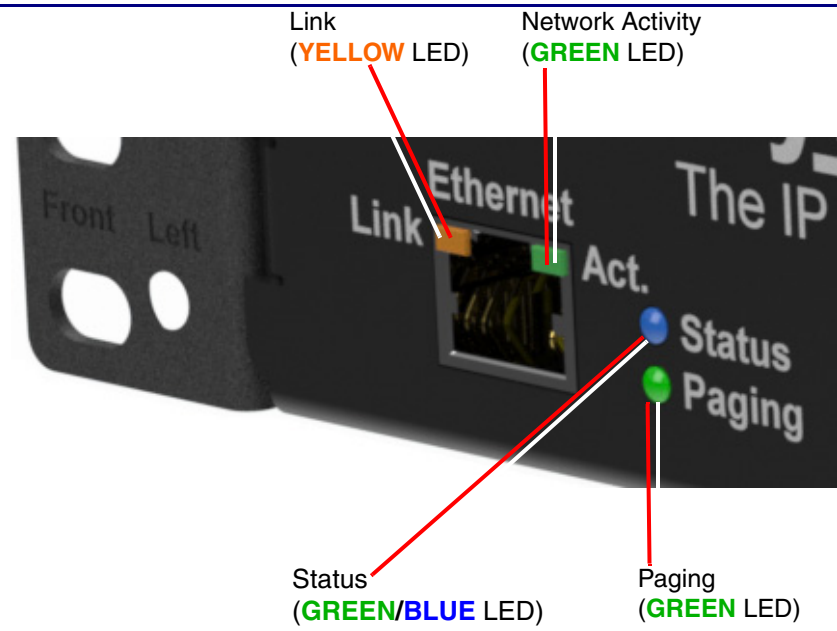 Link
(YELLOW LED)
Network Activity
(GREEN LED)
Ethernet
The IP
Front Left
Link
Act.
Status
Paging
Status
(GREEN/BLUE LED)
Paging
(GREEN LED)